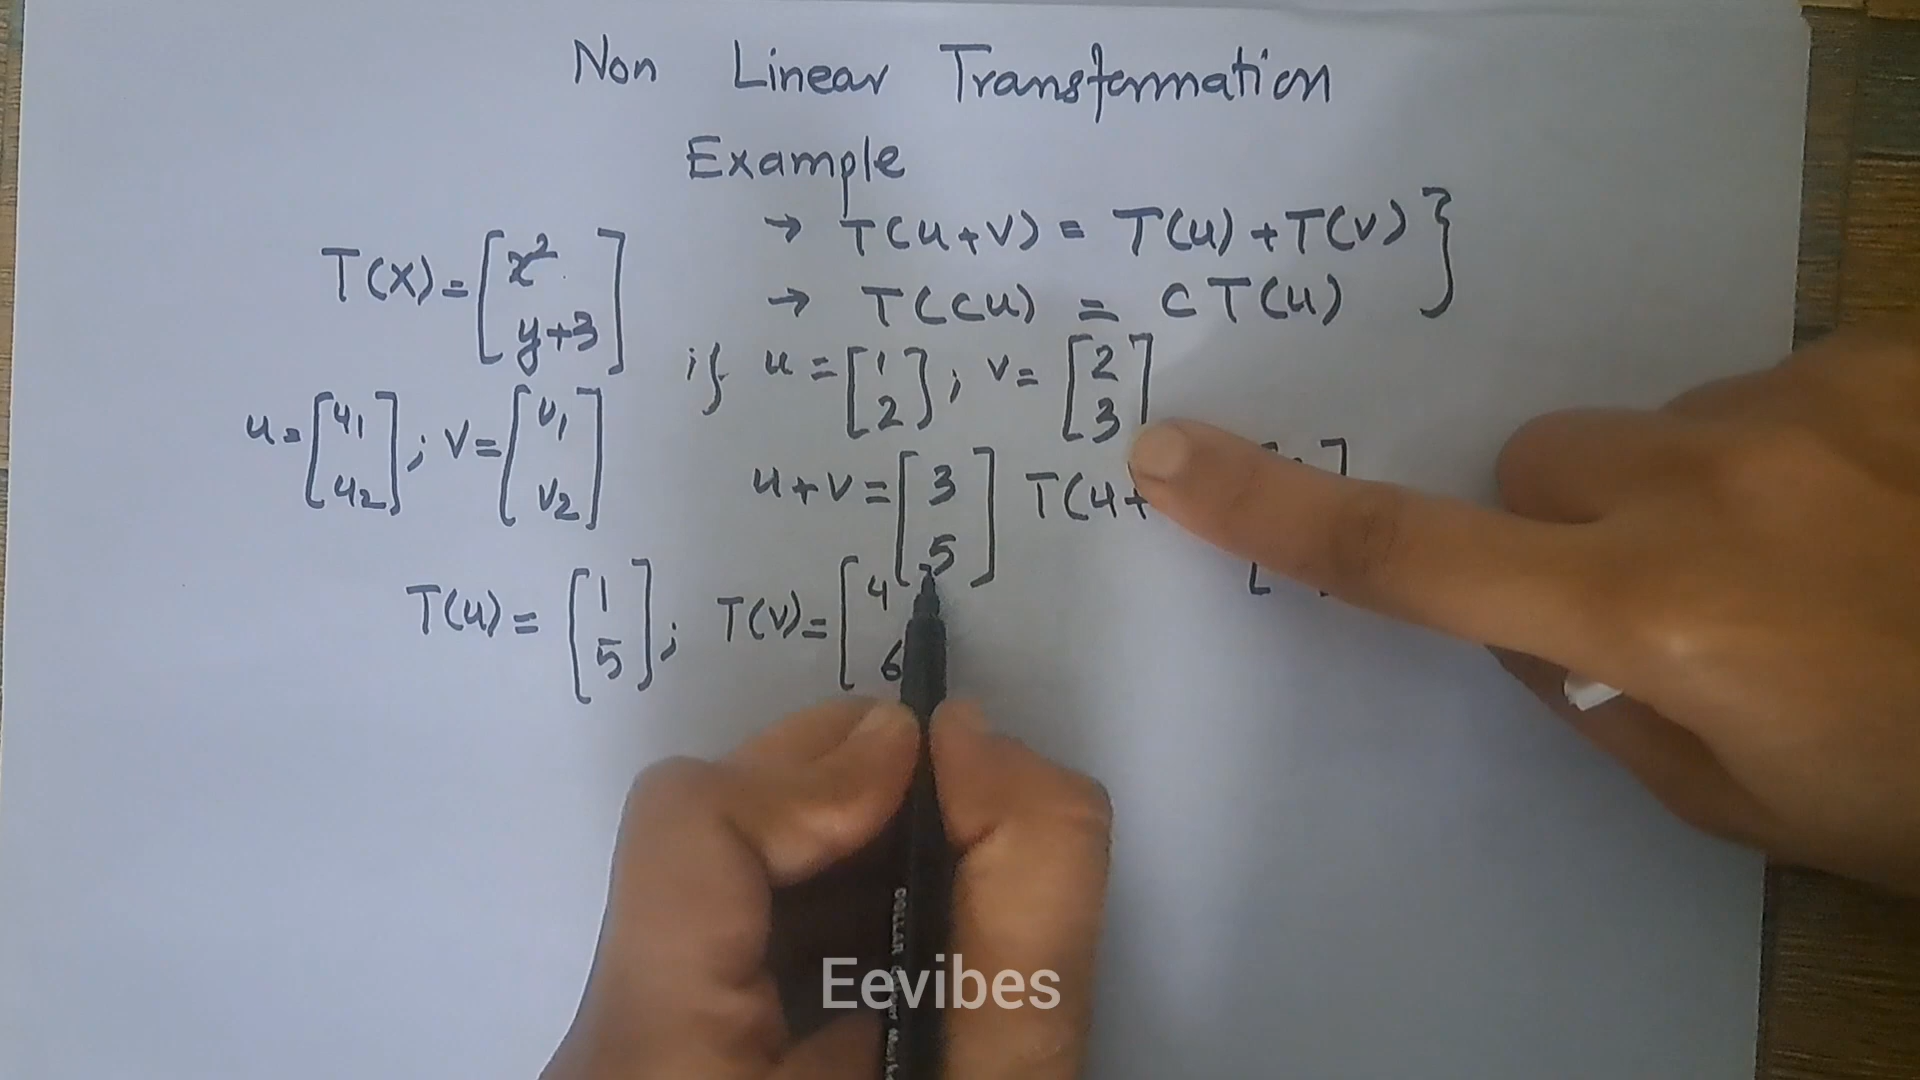 Non Linear Transformation
Example
→ T(u+v) = T(u)+T(v) }
→ T(cu) = cT(u)
T(X)=[x²
y+3]
if u=[1
2]; v=[2
3]
u=[u1
u2]; v=[v1
v2]
u+v=[3
5] T(u+
T(u)=[1
5]; T(v)=[4
6
DOLLAR
Eevibes